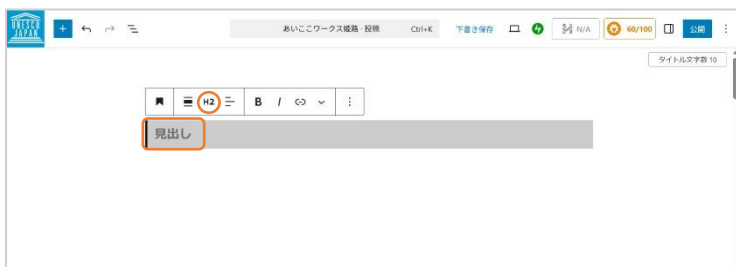 UNESCO
JAPAN
+
あいここワークス姫路 · 投稿 Ctrl+K
下書き保存
N/A
60/100
公開
タイトル文字数 10
H2
B
I
見出し